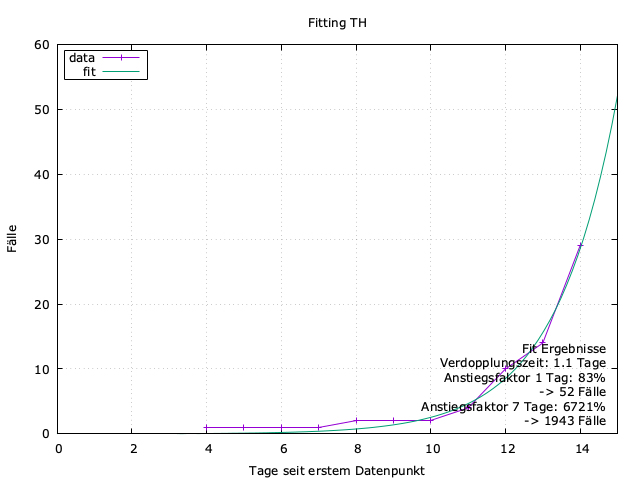 Fitting TH
data
fit
60
50
40
30
20
10
0
Fälle
Fit Ergebnisse
Verdopplungszeit: 1.1 Tage
Anstiegsfaktor 1 Tag: 83%
-> 52 Fälle
Anstiegsfaktor 7 Tage: 6721%
-> 1943 Fälle
0 2 4 6 8 10 12 14
Tage seit erstem Datenpunkt